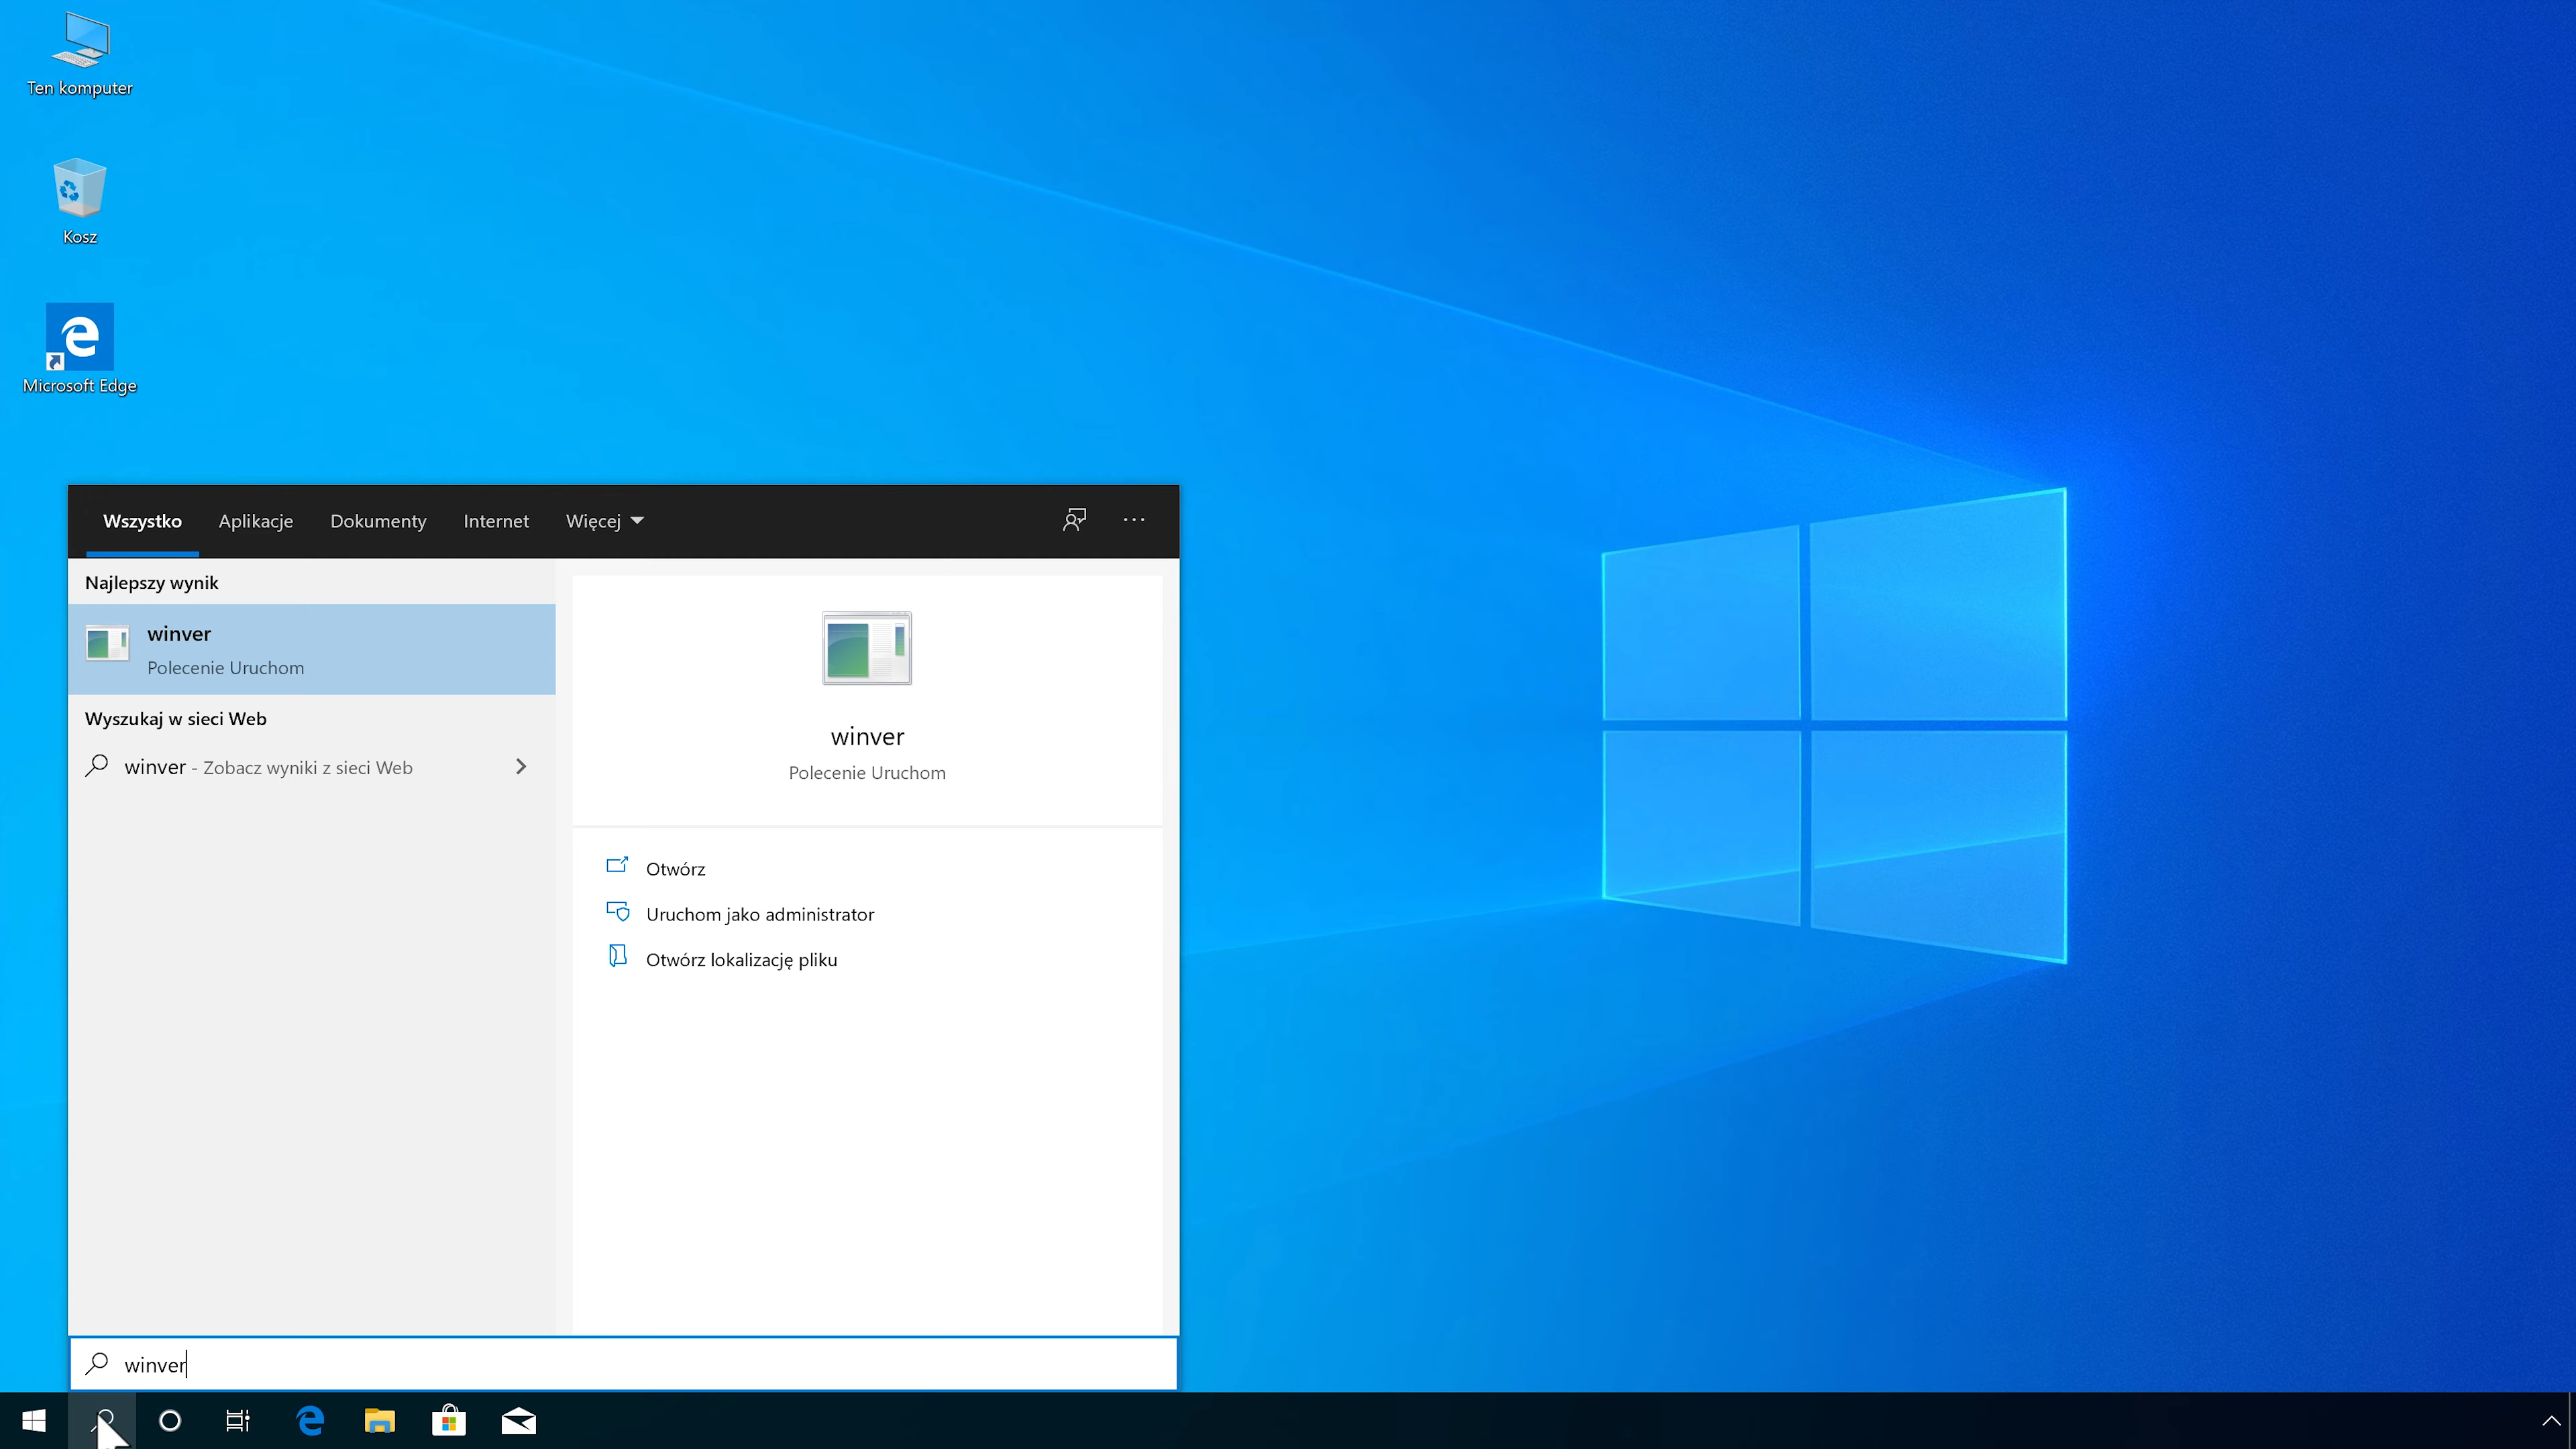 Ten komputer
Kosz
Microsoft Edge
Wszystko Aplikacje Dokumenty Internet Więcej
Najlepszy wynik
winver
Polecenie Uruchom
Wyszukaj w sieci Web
winver - Zobacz wyniki z sieci Web
winver
Polecenie Uruchom
Otwórz
Uruchom jako administrator
Otwórz lokalizację pliku
winver